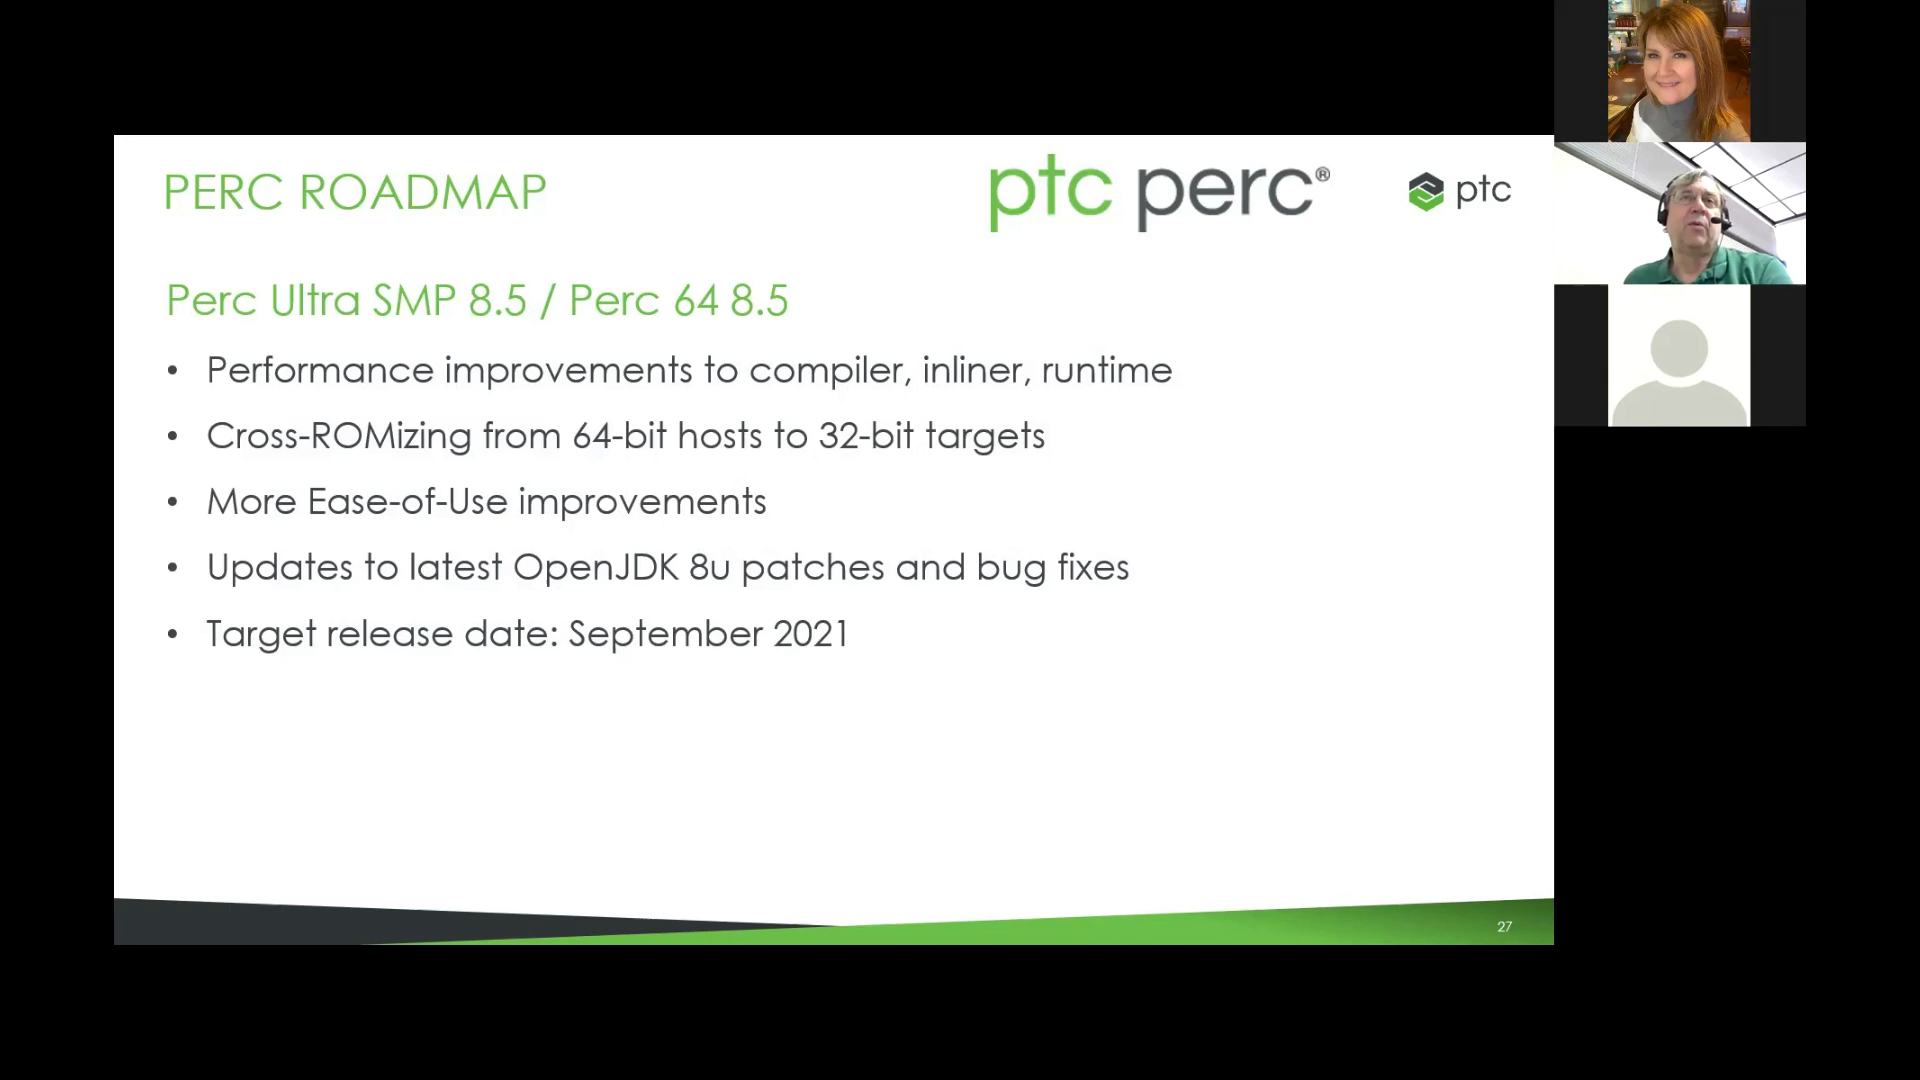 PERC ROADMAP
ptc perc®
ptc
Perc Ultra SMP 8.5 / Perc 64 8.5
• Performance improvements to compiler, inliner, runtime
• Cross-ROMizing from 64-bit hosts to 32-bit targets
• More Ease-of-Use improvements
• Updates to latest OpenJDK 8u patches and bug fixes
• Target release date: September 2021
27